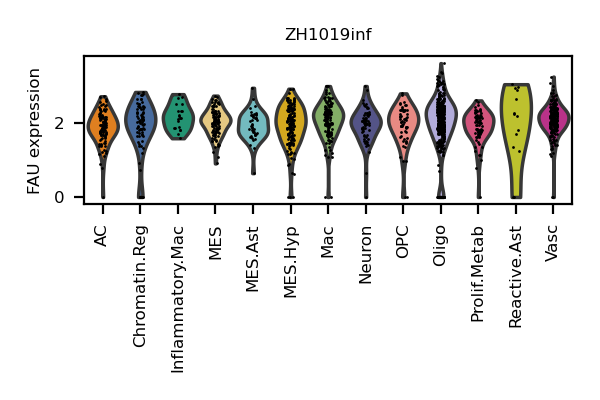 ZH1019inf
FAU expression
2
0
AC
Chromatin.Reg
Inflammatory.Mac
MES
MES.Ast
MES.Hyp
Mac
Neuron
OPC
Oligo
Prolif.Metab
Reactive.Ast
Vasc